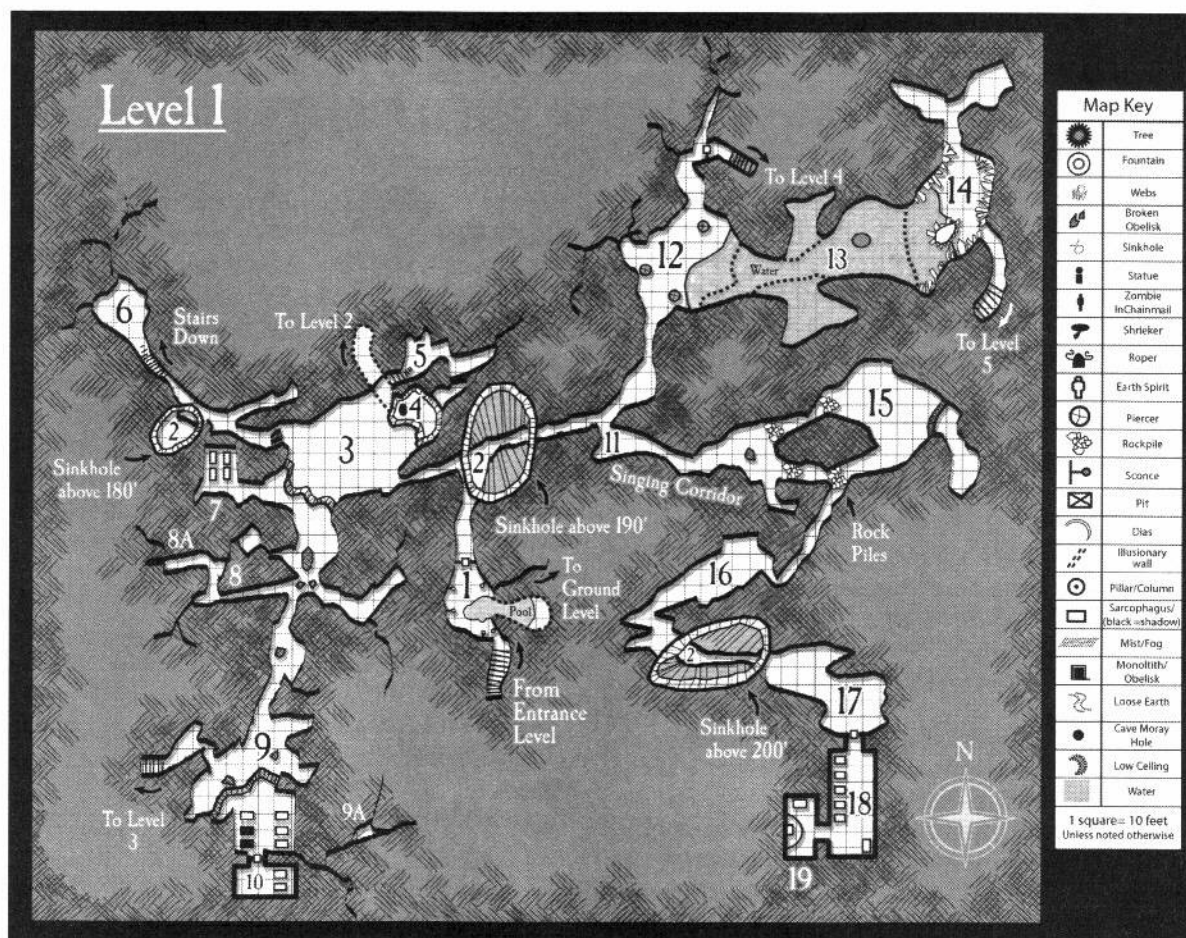 Level 1
To Level 4
14
12
Water
13
To Level
5
6
Stairs
Down
To Level 2
5
4
2
3
2
11
15
Sinkhole
above 180'
7
Singing Corridor
Sinkhole above 190'
Rock
Piles
8A
8
1
Pool
To
Ground
Level
16
2
From
Entrance
Level
17
Sinkhole
above 200'
9
To Level
3
9A
10
18
19
N
Map Key
Tree
Fountain
Webs
Broken
Obelisk
Sinkhole
Statue
Zombie
InChainmail
Shrieker
Roper
Earth Spirit
Piercer
Rockpile
Sconce
Pit
Dias
Illusionary
wall
Pillar/Column
Sarcophagus/
(black =shadow)
Mist/Fog
Monoltith/
Obelisk
Loose Earth
Cave Moray
Hole
Low Ceiling
Water
1 square= 10 feet
Unless noted otherwise